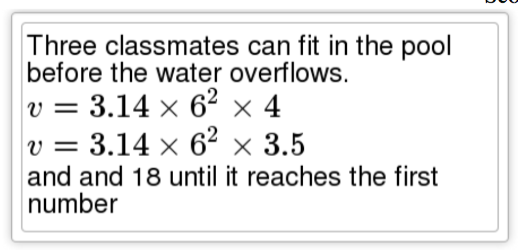 Three classmates can fit in the pool
before the water overflows.
v = 3.14 × 6² × 4
v = 3.14 × 6² × 3.5
and and 18 until it reaches the first
number